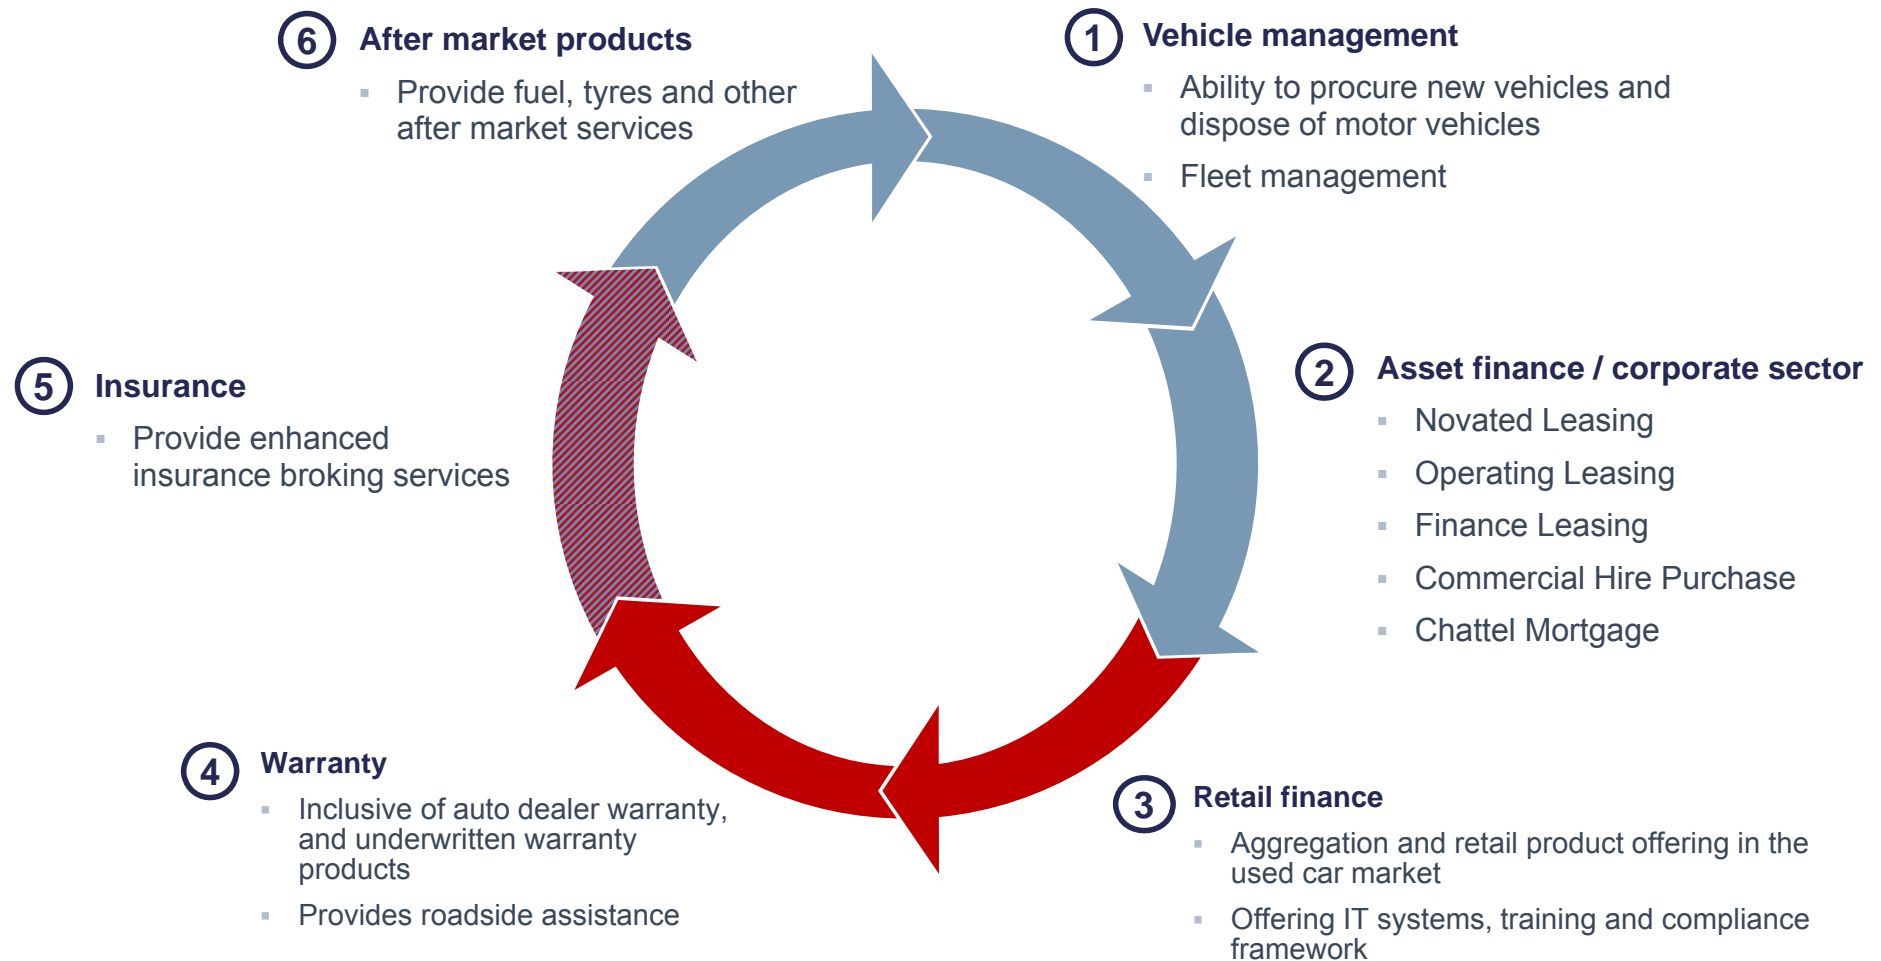 1
Vehicle management
▪ Ability to procure new vehicles and
dispose of motor vehicles
▪ Fleet management
2
Asset finance / corporate sector
▪ Novated Leasing
▪ Operating Leasing
▪ Finance Leasing
▪ Commercial Hire Purchase
▪ Chattel Mortgage
3
Retail finance
▪ Aggregation and retail product offering in the
used car market
▪ Offering IT systems, training and compliance
framework
4
Warranty
▪ Inclusive of auto dealer warranty,
and underwritten warranty
products
▪ Provides roadside assistance
5
Insurance
▪ Provide enhanced
insurance broking services
6
After market products
▪ Provide fuel, tyres and other
after market services